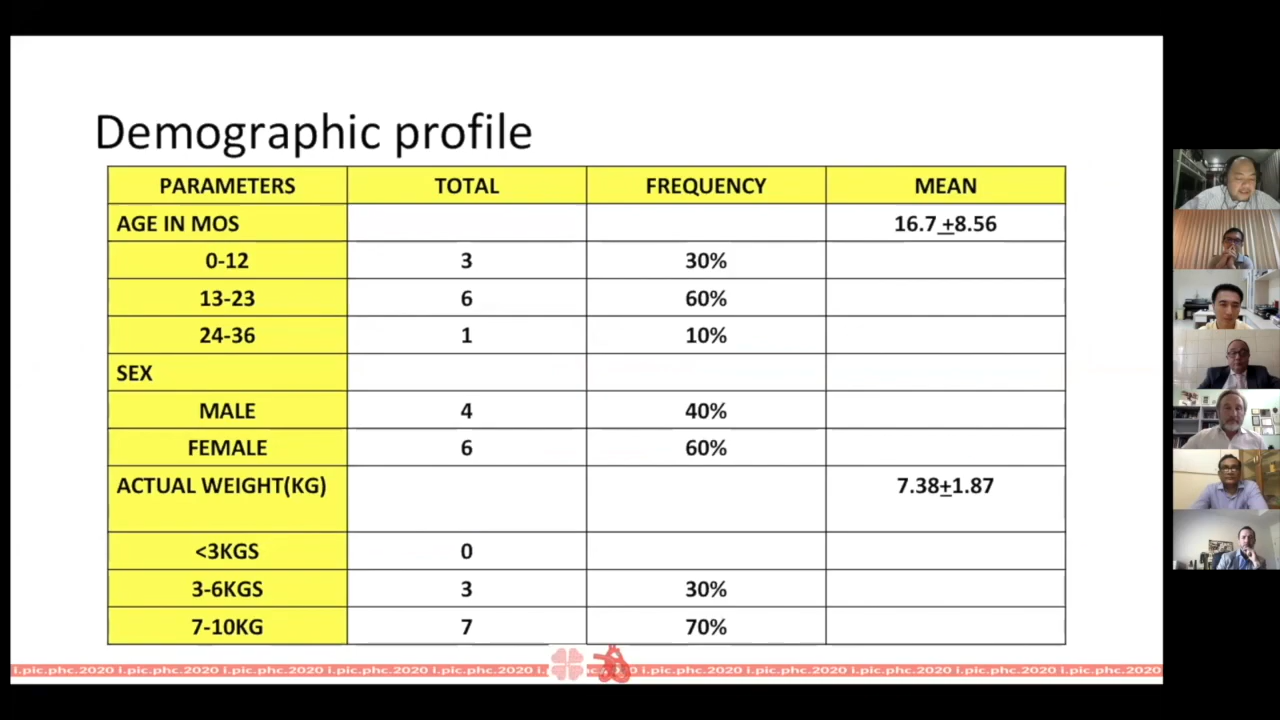 Demographic profile
PARAMETERS TOTAL FREQUENCY MEAN
AGE IN MOS 16.7 +8.56
0-12 3 30%
13-23 6 60%
24-36 1 10%
SEX
MALE 4 40%
FEMALE 6 60%
ACTUAL WEIGHT(KG) 7.38+1.87
<3KGS 0
3-6KGS 3 30%
7-10KG 7 70%
i.pic.phc.2020 i.pic.phc.2020 i.pic.phc.2020 i.pic.phc.2020 i.pic.phc.2020 i. i.pic.phc.2020 i.pic.phc.2020 i.pic.phc.2020 i.pic.phc.2020 i.pic.phc.2020